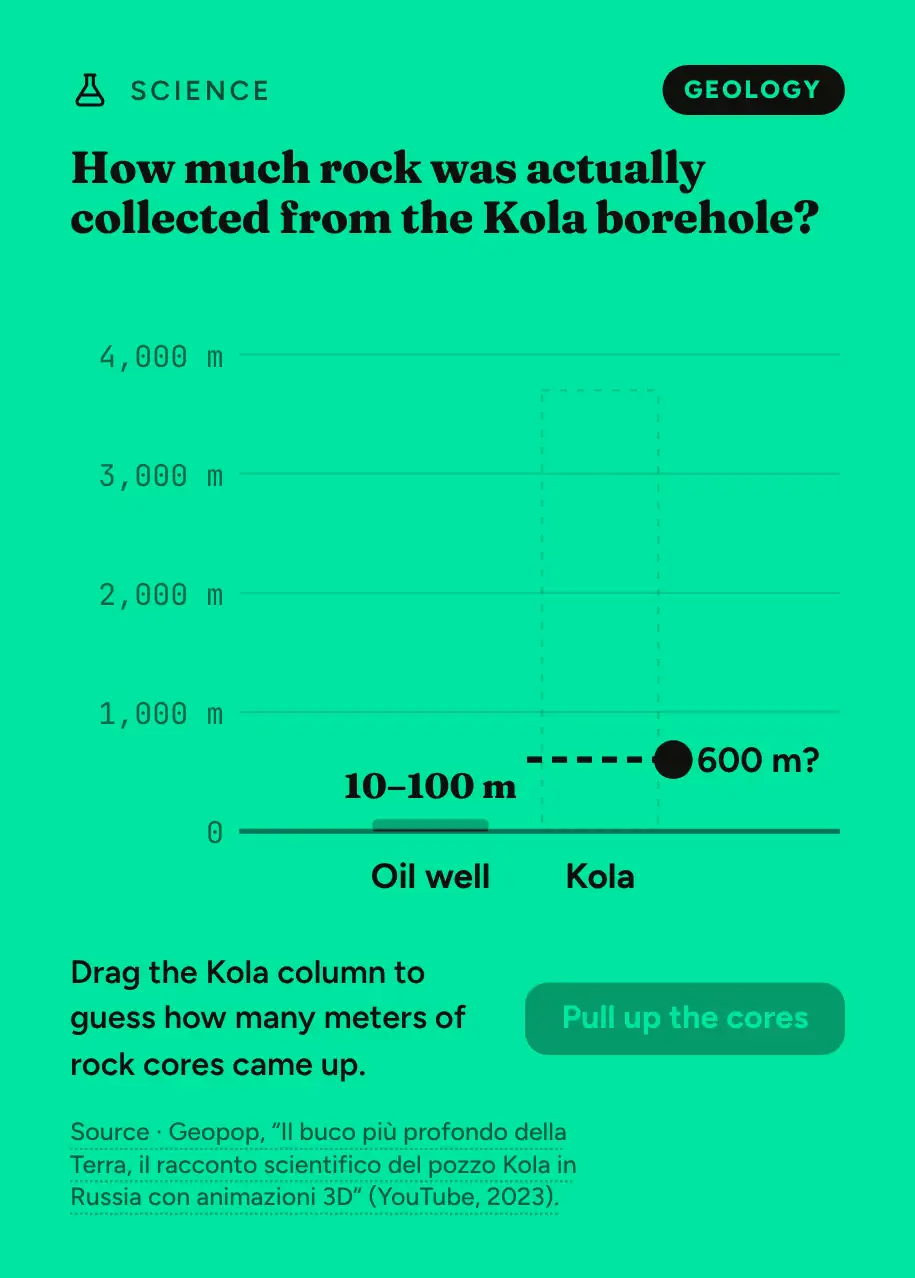 SCIENCE
GEOLOGY
How much rock was actually
collected from the Kola borehole?
4,000 m
3,000 m
2,000 m
1,000 m
600 m?
10–100 m
0
Oil well
Kola
Drag the Kola column to
guess how many meters of
rock cores came up.
Pull up the cores
Source · Geopop, “Il buco più profondo della
Terra, il racconto scientifico del pozzo Kola in
Russia con animazioni 3D” (YouTube, 2023).